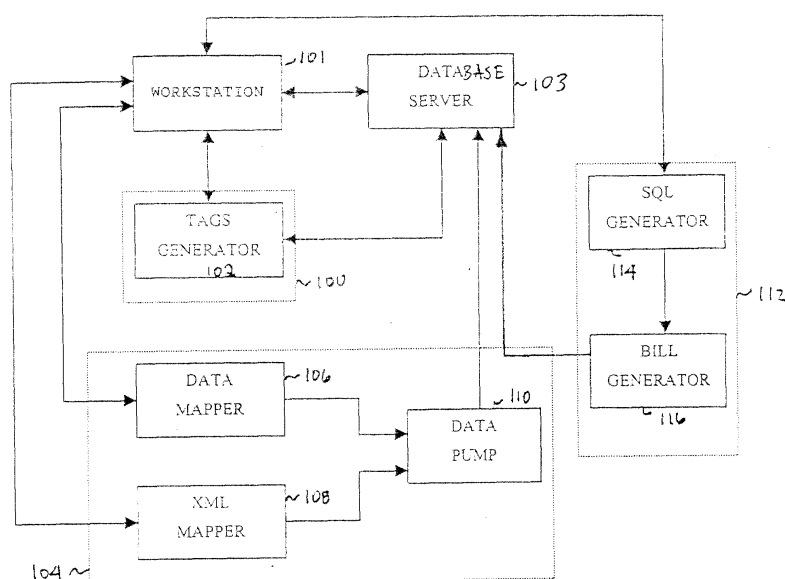 101
WORKSTATION
DATABASE
SERVER
103
TAGS
GENERATOR
102
100
SQL
GENERATOR
114
112
BILL
GENERATOR
116
DATA
MAPPER
106
110
DATA
PUMP
XML
MAPPER
108
104